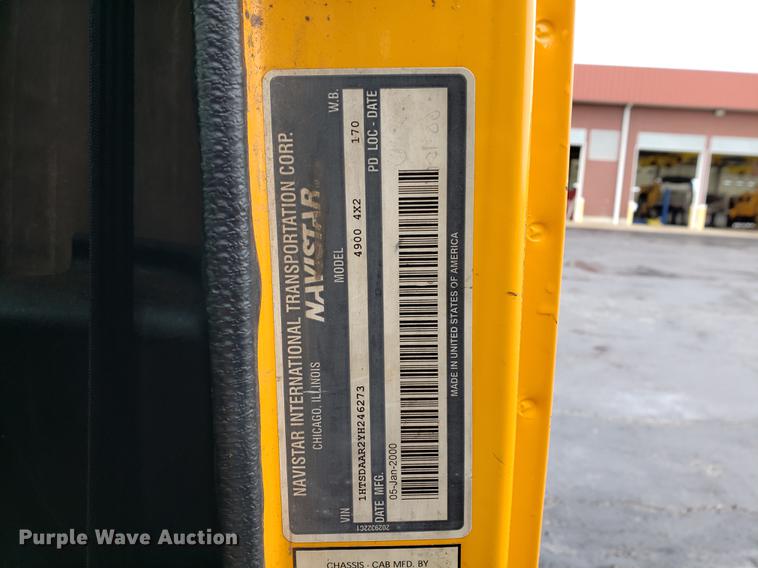 NAVISTAR INTERNATIONAL TRANSPORTATION CORP.
CHICAGO, ILLINOIS
NAVISTAR
MODEL W.B.
VIN 1HTSDAAR2YH246273 4900 4X2 170
DATE MFG. PD LOC - DATE
05-Jan-2000
MADE IN UNITED STATES OF AMERICA
2029322C1
CHASSIS - CAB MFD. BY
Purple Wave Auction